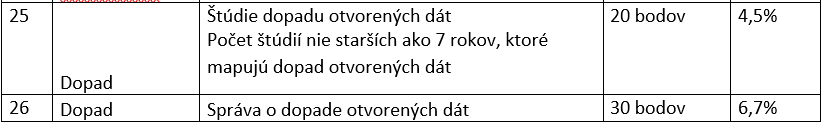 25 Štúdie dopadu otvorených dát 20 bodov 4,5%
Počet štúdií nie starších ako 7 rokov, ktoré
Dopad mapujú dopad otvorených dát
26 Dopad Správa o dopade otvorených dát 30 bodov 6,7%